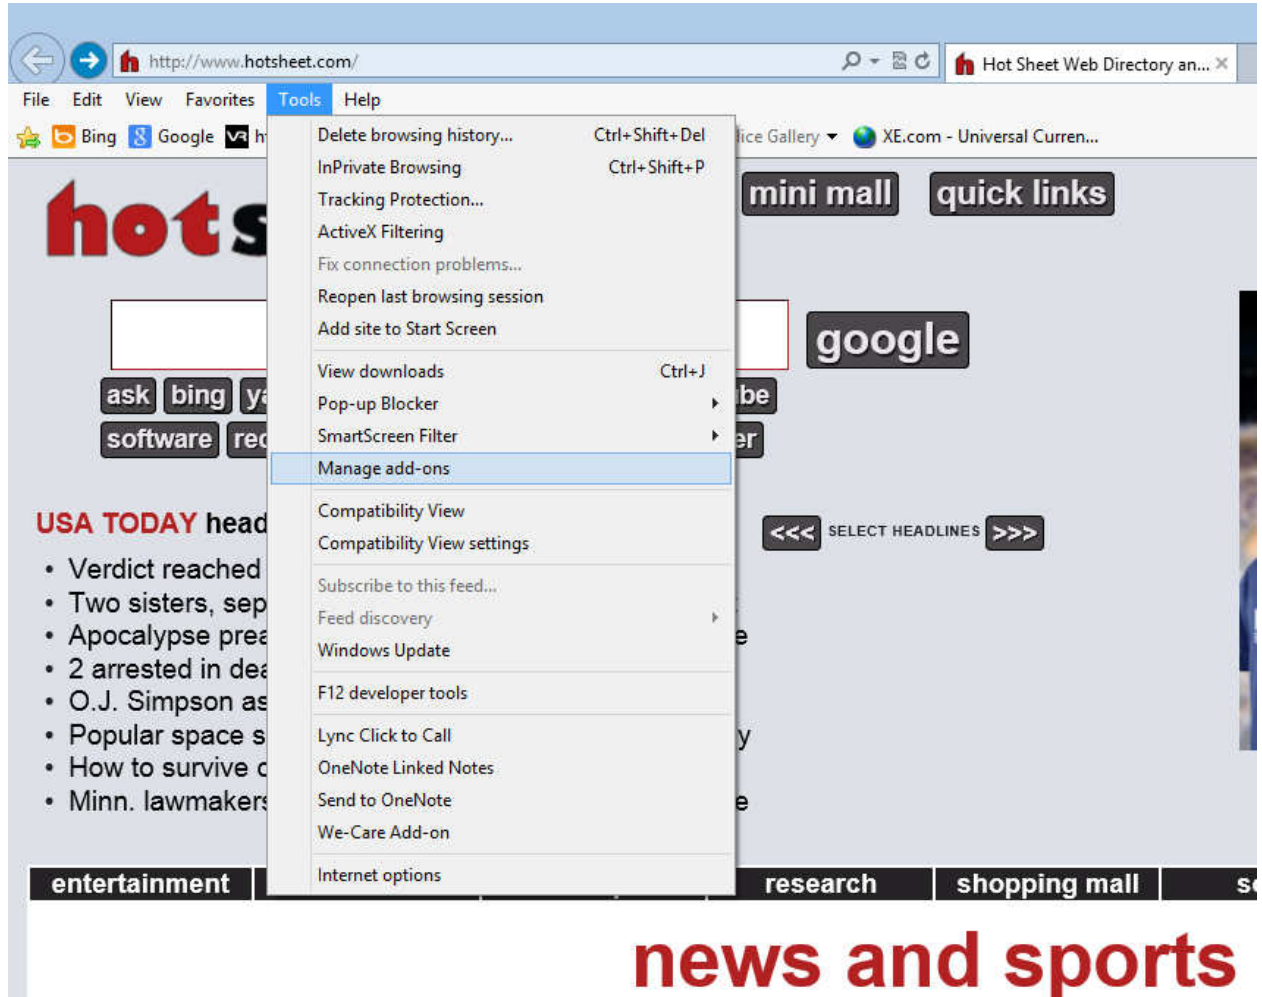 http://www.hotsheet.com/
Hot Sheet Web Directory an...
File Edit View Favorites Tools Help
Bing Google
Gallery XE.com - Universal Curren...
Delete browsing history... Ctrl+Shift+Del
InPrivate Browsing Ctrl+Shift+P
Tracking Protection...
ActiveX Filtering
Fix connection problems...
Reopen last browsing session
Add site to Start Screen
View downloads Ctrl+J
Pop-up Blocker
SmartScreen Filter
Manage add-ons
Compatibility View
Compatibility View settings
Subscribe to this feed...
Feed discovery
Windows Update
F12 developer tools
Lync Click to Call
OneNote Linked Notes
Send to OneNote
We-Care Add-on
Internet options
hots
mini mall quick links
google
ask bing
software
USA TODAY head
<<< SELECT HEADLINES >>>
• Verdict reached
• Two sisters, sep
• Apocalypse prea
• 2 arrested in dea
• O.J. Simpson as
• Popular space s
• How to survive
• Minn. lawmakers
entertainment research shopping mall
news and sports